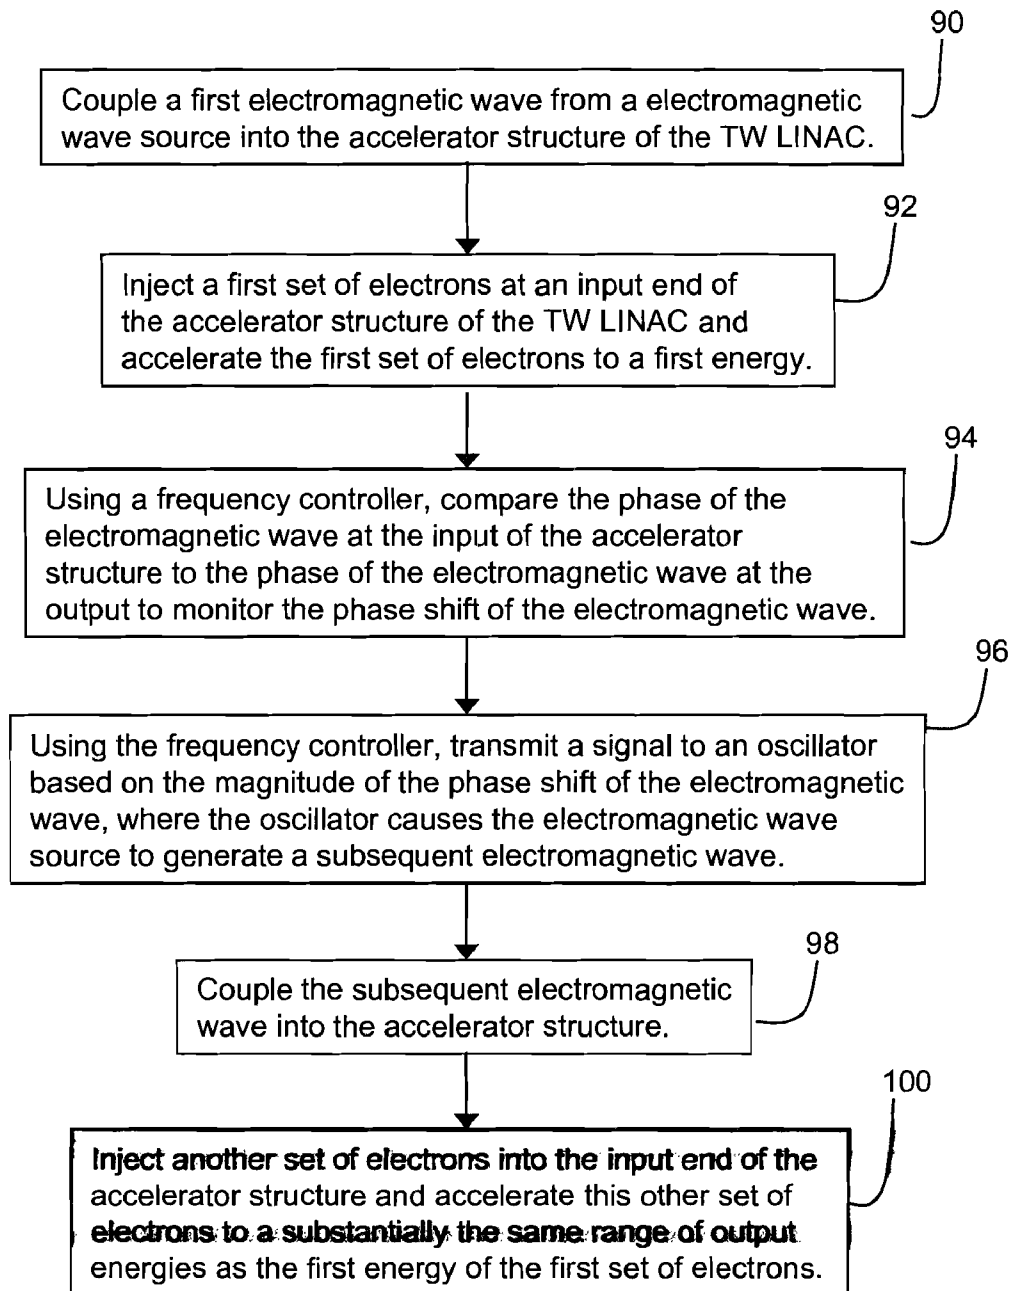 90
Couple a first electromagnetic wave from a electromagnetic
wave source into the accelerator structure of the TW LINAC.
92
Inject a first set of electrons at an input end of
the accelerator structure of the TW LINAC and
accelerate the first set of electrons to a first energy.
94
Using a frequency controller, compare the phase of the
electromagnetic wave at the input of the accelerator
structure to the phase of the electromagnetic wave at the
output to monitor the phase shift of the electromagnetic wave.
96
Using the frequency controller, transmit a signal to an oscillator
based on the magnitude of the phase shift of the electromagnetic
wave, where the oscillator causes the electromagnetic wave
source to generate a subsequent electromagnetic wave.
98
Couple the subsequent electromagnetic
wave into the accelerator structure.
100
Inject another set of electrons into the input end of the
accelerator structure and accelerate this other set of
electrons to a substantially the same range of output
energies as the first energy of the first set of electrons.